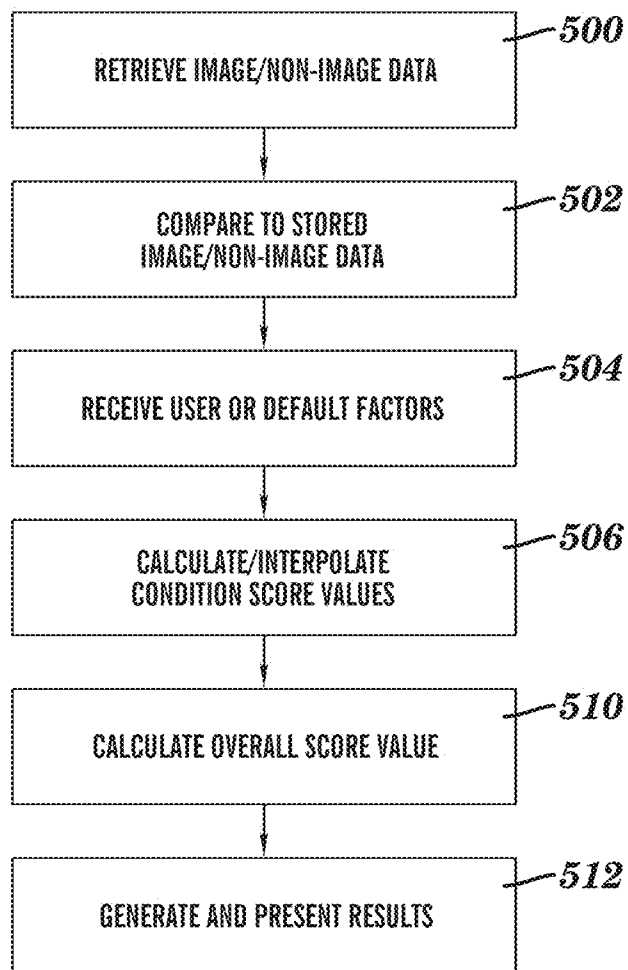 500
RETRIEVE IMAGE/NON-IMAGE DATA
502
COMPARE TO STORED
IMAGE/NON-IMAGE DATA
504
RECEIVE USER OR DEFAULT FACTORS
506
CALCULATE/INTERPOLATE
CONDITION SCORE VALUES
510
CALCULATE OVERALL SCORE VALUE
512
GENERATE AND PRESENT RESULTS